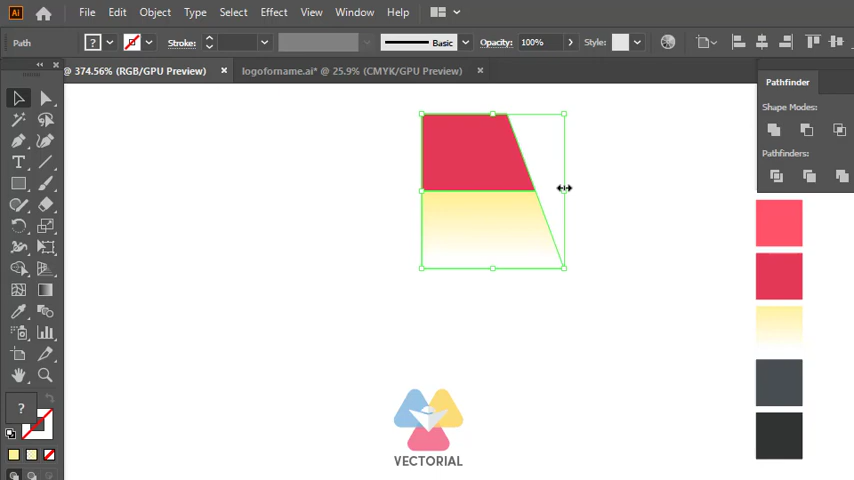 Ai File Edit Object Type Select Effect View Window Help
Path ? Stroke: Basic Opacity: 100% Style:
@ 374.56% (RGB/GPU Preview) × logoforname.ai* @ 25.9% (CMYK/GPU Preview) ×
Pathfinder
Shape Modes:
Pathfinders:
T
?
VECTORIAL